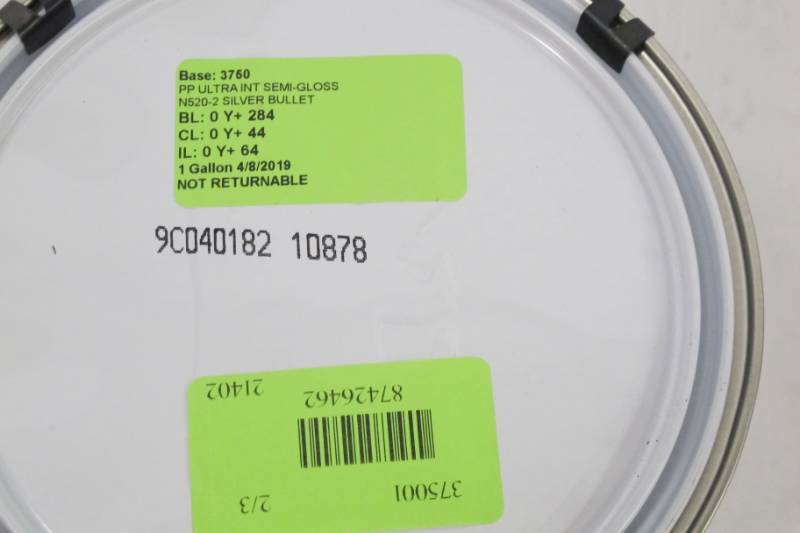 Base: 3750
PP ULTRA INT SEMI-GLOSS
N520-2 SILVER BULLET
BL: 0 Y+ 284
CL: 0 Y+ 44
IL: 0 Y+ 64
1 Gallon 4/8/2019
NOT RETURNABLE
9C040182 10878
375001 2/3
87426462 21402